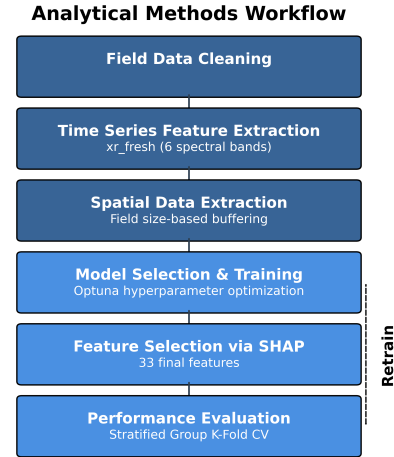 Analytical Methods Workflow
Field Data Cleaning
Time Series Feature Extraction
xr_fresh (6 spectral bands)
Spatial Data Extraction
Field size-based buffering
Model Selection & Training
Optuna hyperparameter optimization
Feature Selection via SHAP
33 final features
Performance Evaluation
Stratified Group K-Fold CV
Retrain